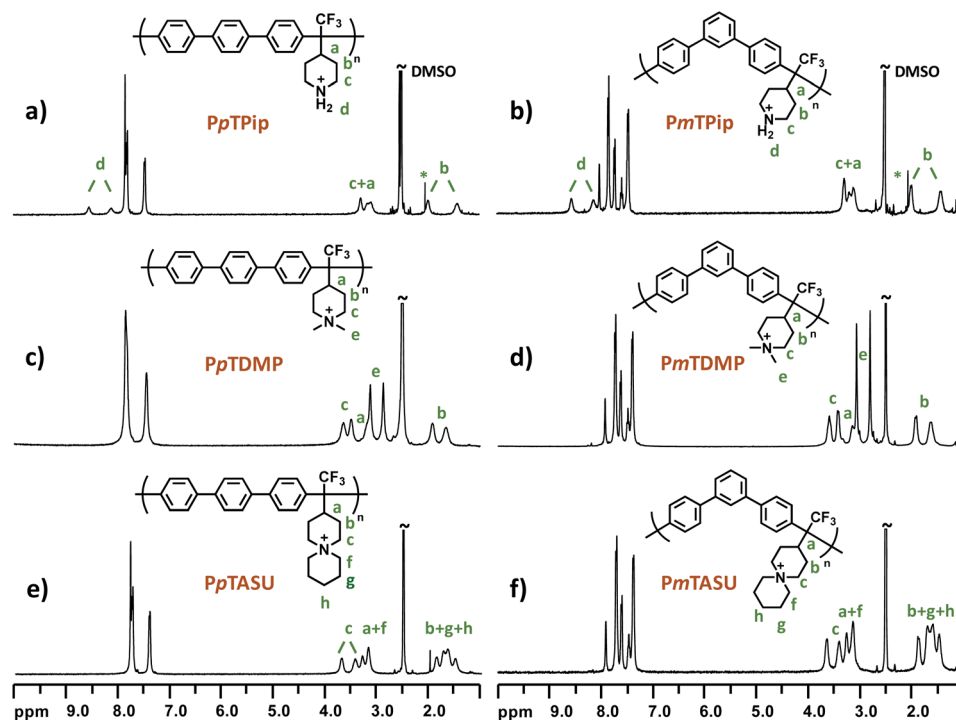 a)
CF₃
n
a
b
c
N
+
H₂
d
PpTPip
~
DMSO
d
c+a
*
b
b)
CF₃
n
a
b
c
N
+
H₂
d
PmTPip
~
DMSO
d
c+a
*
b
c)
CF₃
n
a
b
c
N
+
e
PpTDMP
~
c
a
e
b
d)
CF₃
n
a
b
c
N
+
e
PmTDMP
~
c
a
e
b
e)
CF₃
n
a
b
c
N
+
f
g
h
PpTASU
~
c
a+f
b+g+h
f)
CF₃
n
a
b
c
N
+
f
g
h
PmTASU
~
c
a+f
b+g+h
ppm 9.0 8.0 7.0 6.0 5.0 4.0 3.0 2.0
ppm 9.0 8.0 7.0 6.0 5.0 4.0 3.0 2.0